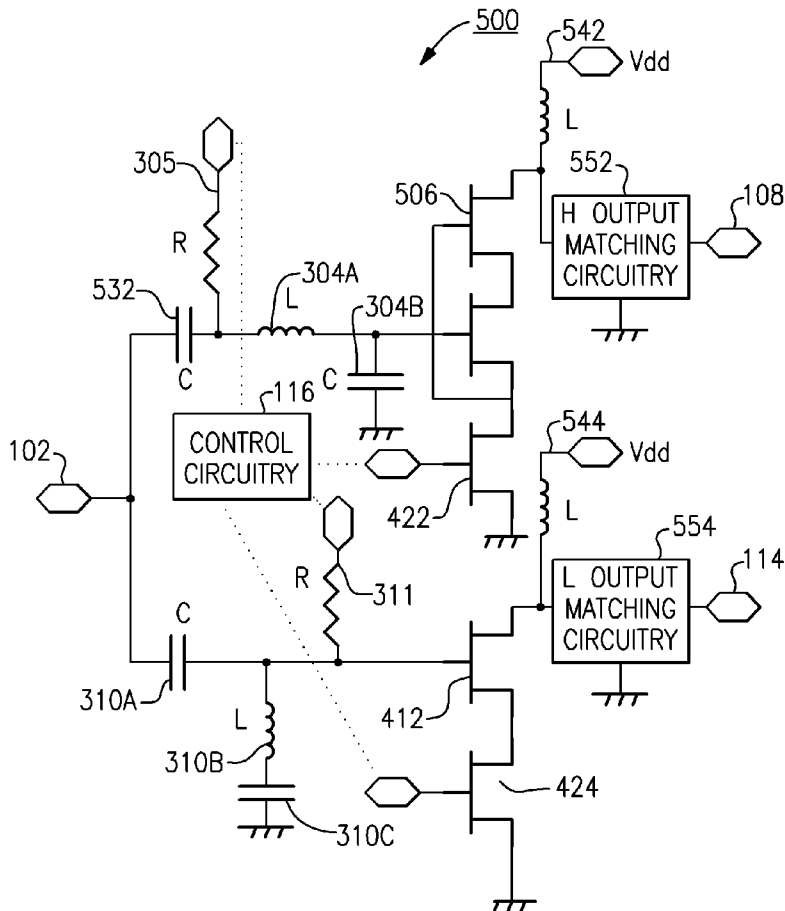 500
542
Vdd
L
305
506
552
108
H OUTPUT
MATCHING
CIRCUITRY
R
532
304A
L
304B
C
C
116
CONTROL
CIRCUITRY
102
422
544
Vdd
L
554
114
L OUTPUT
MATCHING
CIRCUITRY
R
311
C
310A
412
L
310B
424
310C